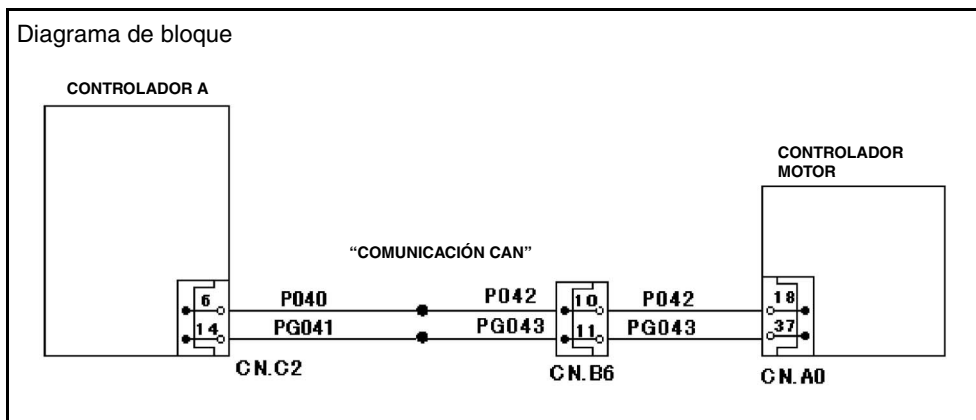 Diagrama de bloque
CONTROLADOR A
CONTROLADOR
MOTOR
“COMUNICACIÓN CAN”
6 P040 P042 10 P042 18
14 PG041 PG043 11 PG043 37
CN.C2 CN.B6 CN.A0